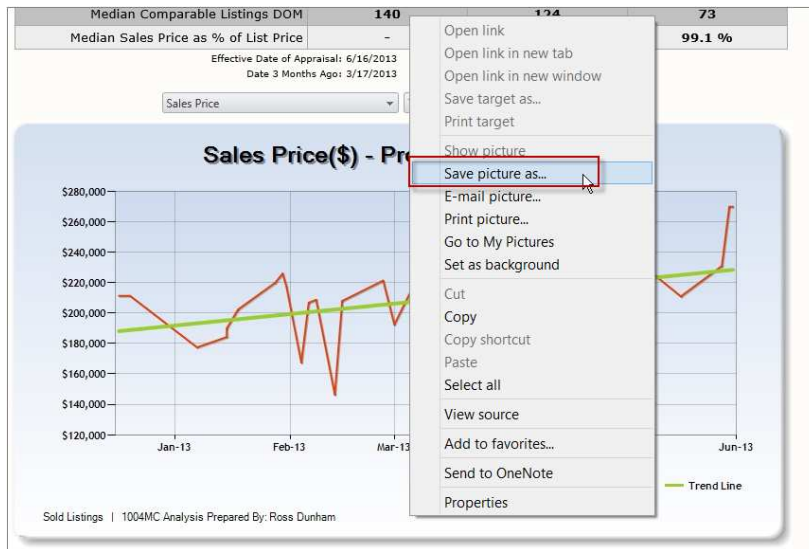 Median Comparable Listings DOM 140 124 73
Median Sales Price as % of List Price - 99.1 %
Effective Date of Appraisal: 6/16/2013
Date 3 Months Ago: 3/17/2013
Sales Price
Sales Price($) - Pre
$280,000
$260,000
$240,000
$220,000
$200,000
$180,000
$160,000
$140,000
$120,000
Jan-13 Feb-13 Mar-13 Jun-13
Trend Line
Sold Listings | 1004MC Analysis Prepared By: Ross Dunham
Open link
Open link in new tab
Open link in new window
Save target as...
Print target
Show picture
Save picture as...
E-mail picture...
Print picture...
Go to My Pictures
Set as background
Cut
Copy
Copy shortcut
Paste
Select all
View source
Add to favorites...
Send to OneNote
Properties